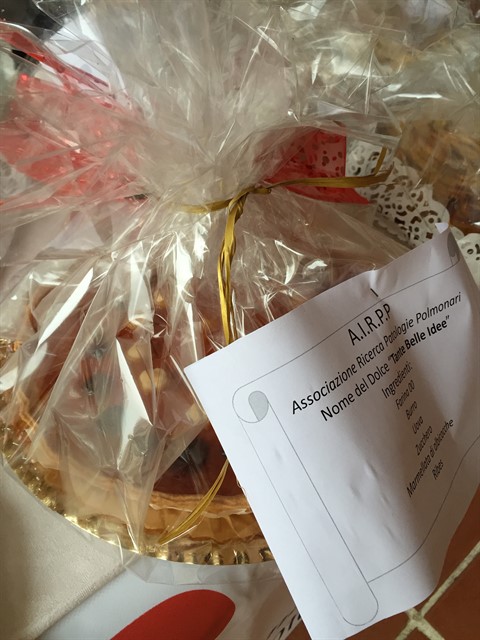 A.I.R.P.P
Associazione Ricerca Patologie Polmonari
Nome del Dolce "Tante Belle Idee"
Ingredienti:
Farina 00
Burro
Uova
Zucchero
Marmellata di albicocche
Ribes